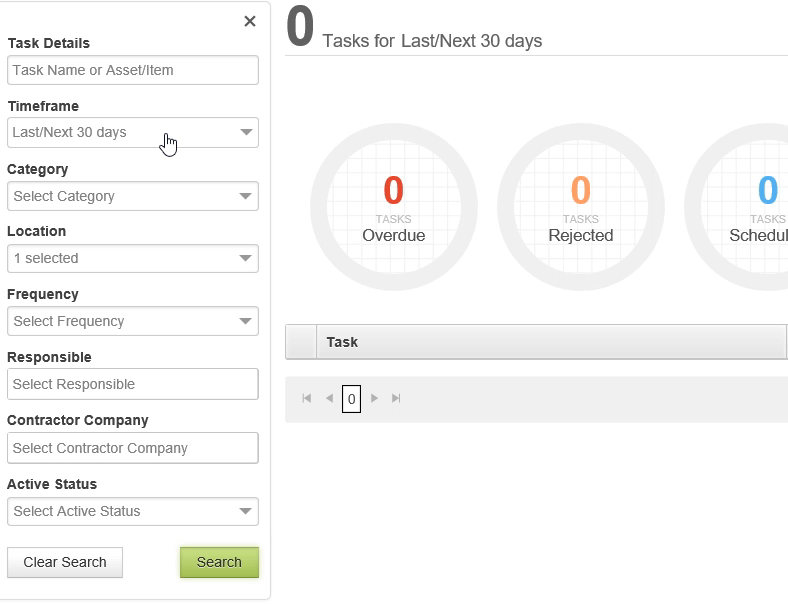 Task Details
Task Name or Asset/Item
Timeframe
Last/Next 30 days
Category
Select Category
Location
1 selected
Frequency
Select Frequency
Responsible
Select Responsible
Contractor Company
Select Contractor Company
Active Status
Select Active Status
Clear Search Search
0 Tasks for Last/Next 30 days
0 0 0
TASKS TASKS TASKS
Overdue Rejected Schedul
Task
0